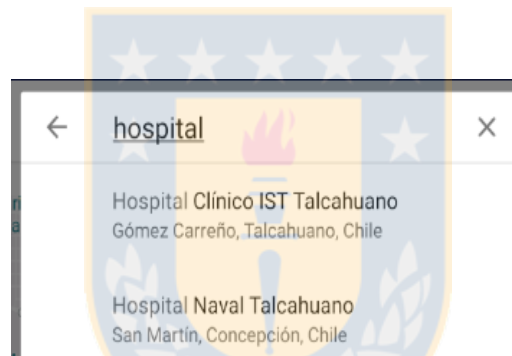 hospital
Hospital Clínico IST Talcahuano
Gómez Carreño, Talcahuano, Chile
Hospital Naval Talcahuano
San Martín, Concepción, Chile